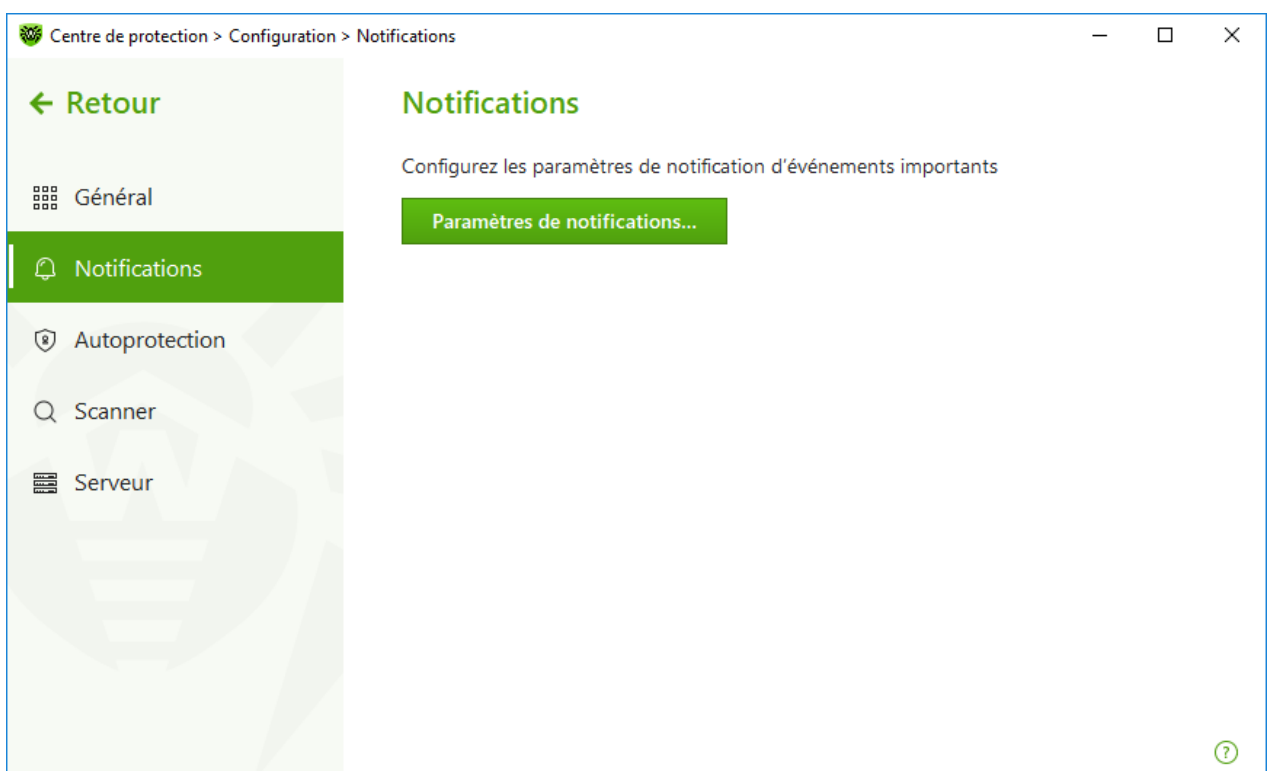 Centre de protection > Configuration > Notifications
Retour
Général
Notifications
Autoprotection
Scanner
Serveur
Notifications
Configurez les paramètres de notification d'événements importants
Paramètres de notifications...
?